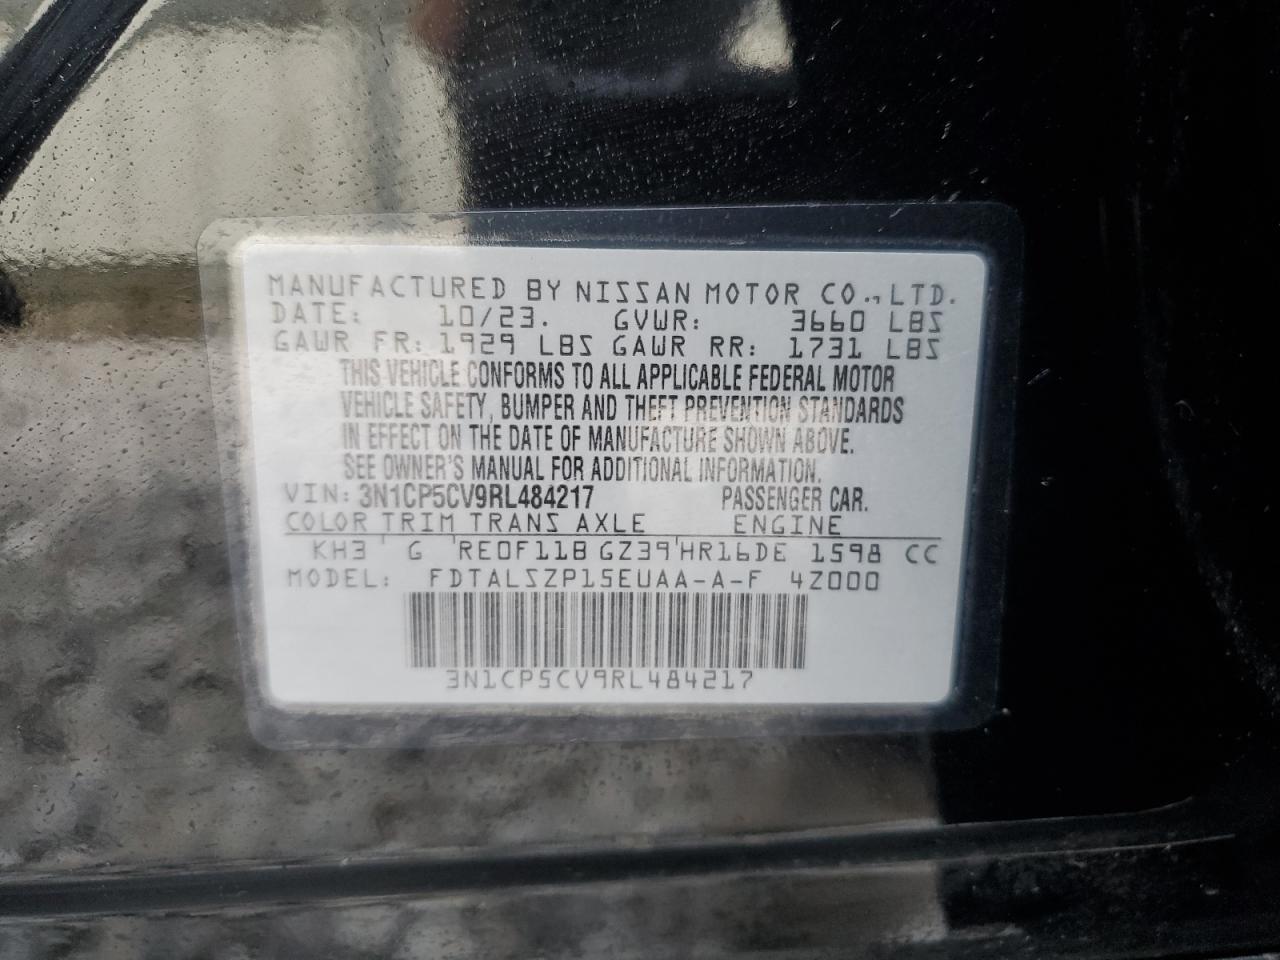 MANUFACTURED BY NISSAN MOTOR CO., LTD.
DATE: 10/23. GVWR: 3660 LBS
GAWR FR: 1929 LBS GAWR RR: 1731 LBS
THIS VEHICLE CONFORMS TO ALL APPLICABLE FEDERAL MOTOR
VEHICLE SAFETY, BUMPER AND THEFT PREVENTION STANDARDS
IN EFFECT ON THE DATE OF MANUFACTURE SHOWN ABOVE.
SEE OWNER'S MANUAL FOR ADDITIONAL INFORMATION.
VIN: 3N1CP5CV9RL484217 PASSENGER CAR.
COLOR TRIM TRANS AXLE ENGINE
KH3 G RE0F11B GZ39 HR16DE 1598 CC
MODEL: FDTALSZP15EUAA-A-F 4Z000
3N1CP5CV9RL484217